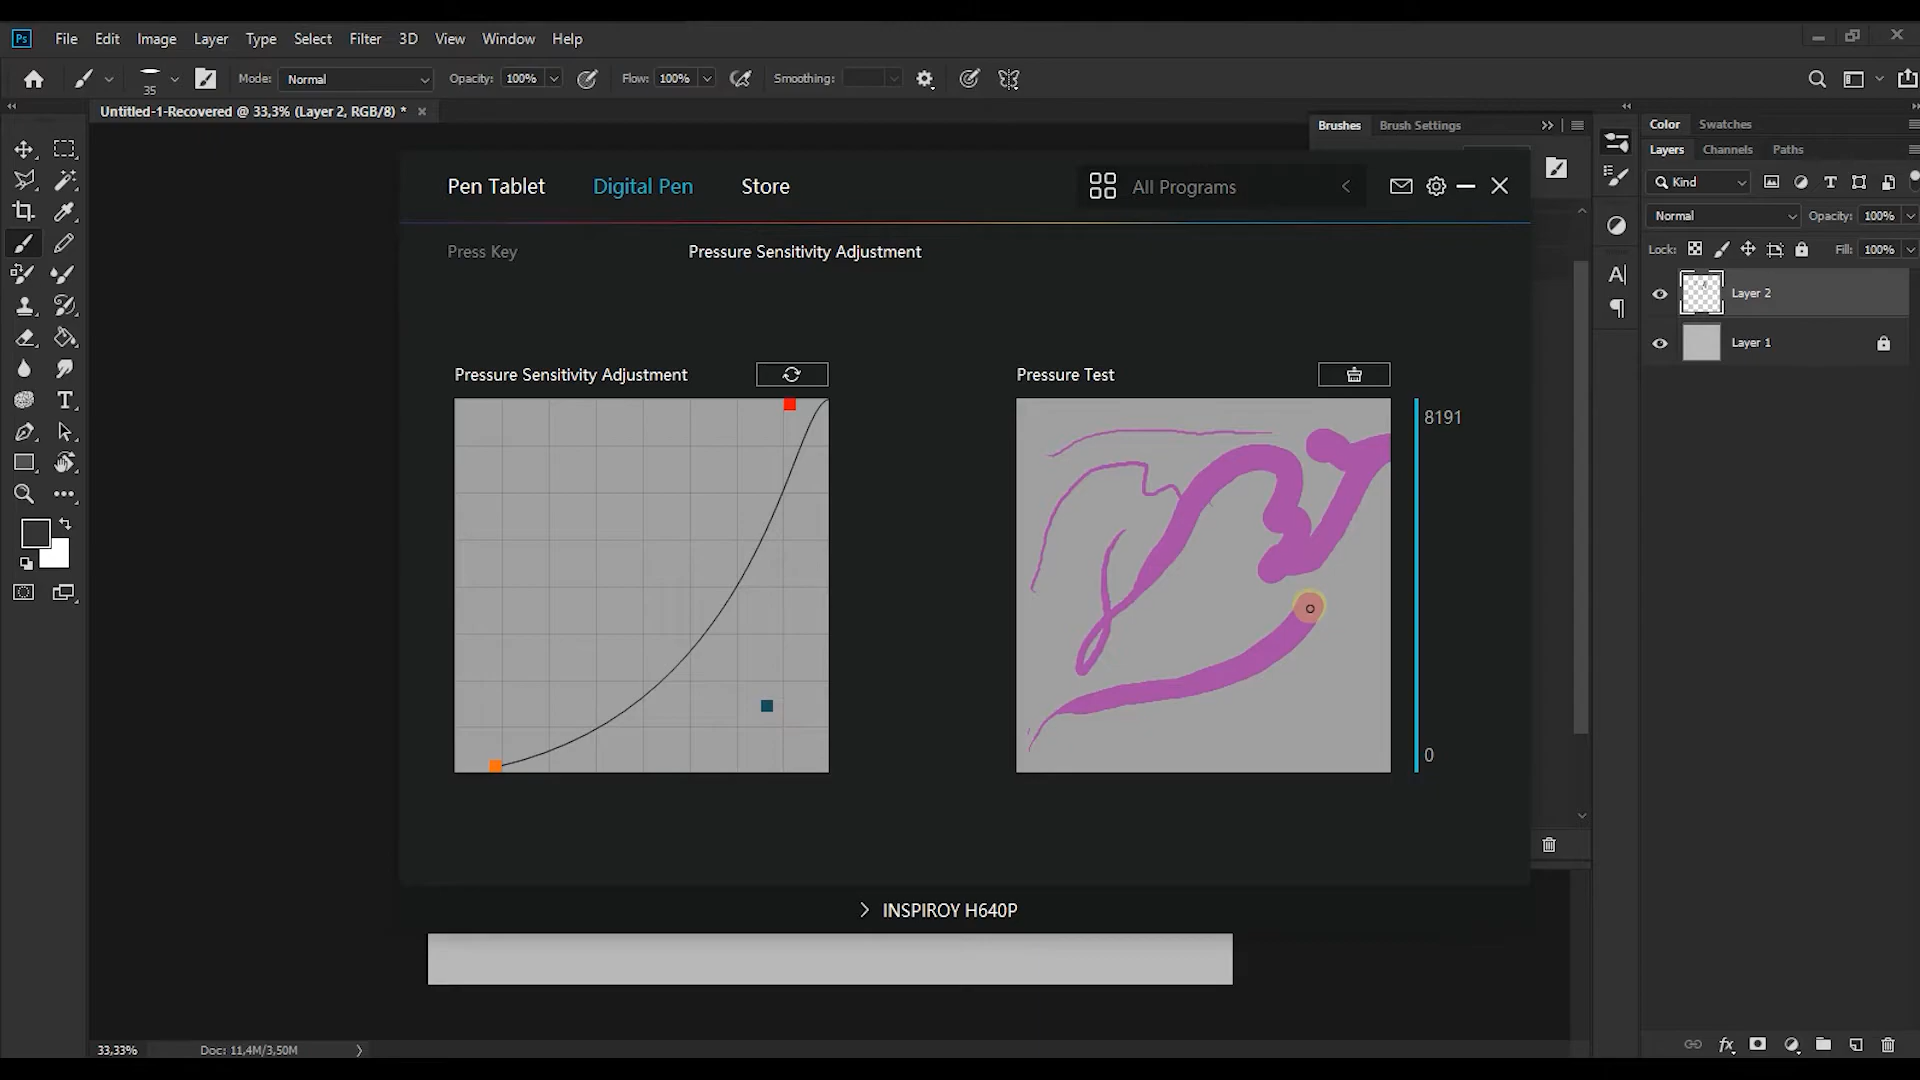 Ps File Edit Image Layer Type Select Filter 3D View Window Help
35 Mode: Normal Opacity: 100% Flow: 100% Smoothing:
Untitled-1-Recovered @ 33,3% (Layer 2, RGB/8) *
Brushes Brush Settings
Color Swatches
Layers Channels Paths
Kind
Normal Opacity: 100%
Lock: Fill: 100%
Layer 2
Layer 1
Pen Tablet Digital Pen Store All Programs
Press Key Pressure Sensitivity Adjustment
Pressure Sensitivity Adjustment Pressure Test
8191
0
INSPIROY H640P
33,33% Doc: 11,4M/3,50M